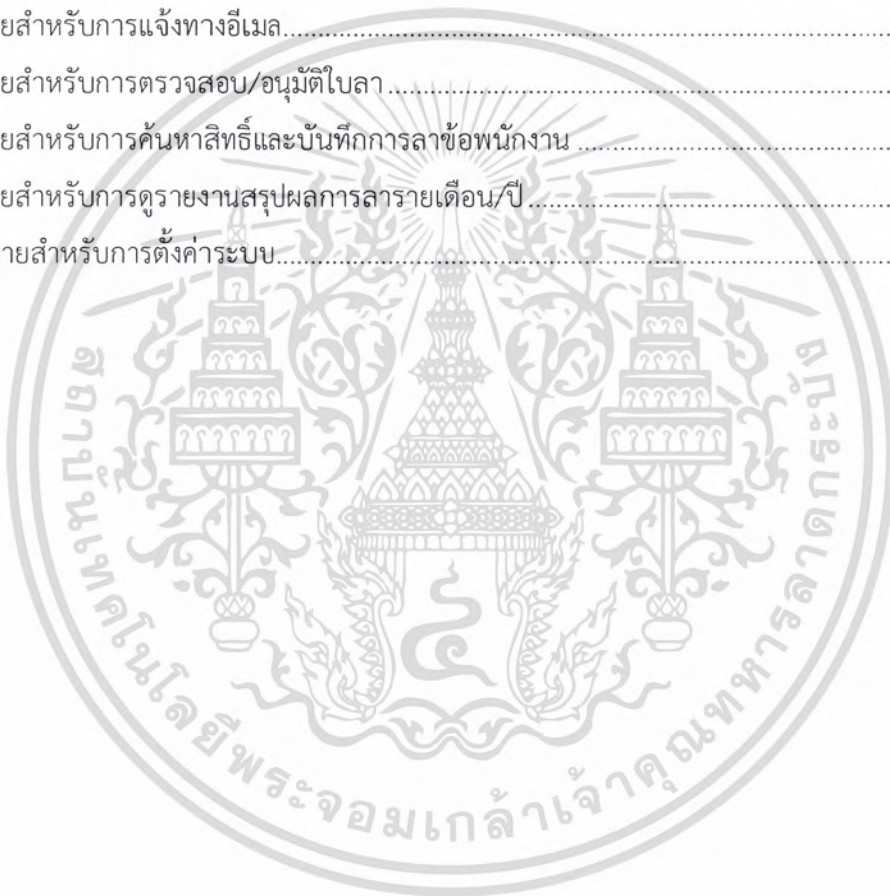 ยสำหรับการแจ้งทางอีเมล
ยสำหรับการตรวจสอบ/อนุมัติใบลา
ยสำหรับการค้นหาสิทธิ์และบันทึกการลาข้อพนักงาน
ยสำหรับการดูรายงานสรุปผลการลารายเดือน/ปี
ายสำหรับการตั้งค่าระบบ
สถาบันเทคโนโลยีพระจอมเกล้าเจ้าคุณทหารลาดกระบัง